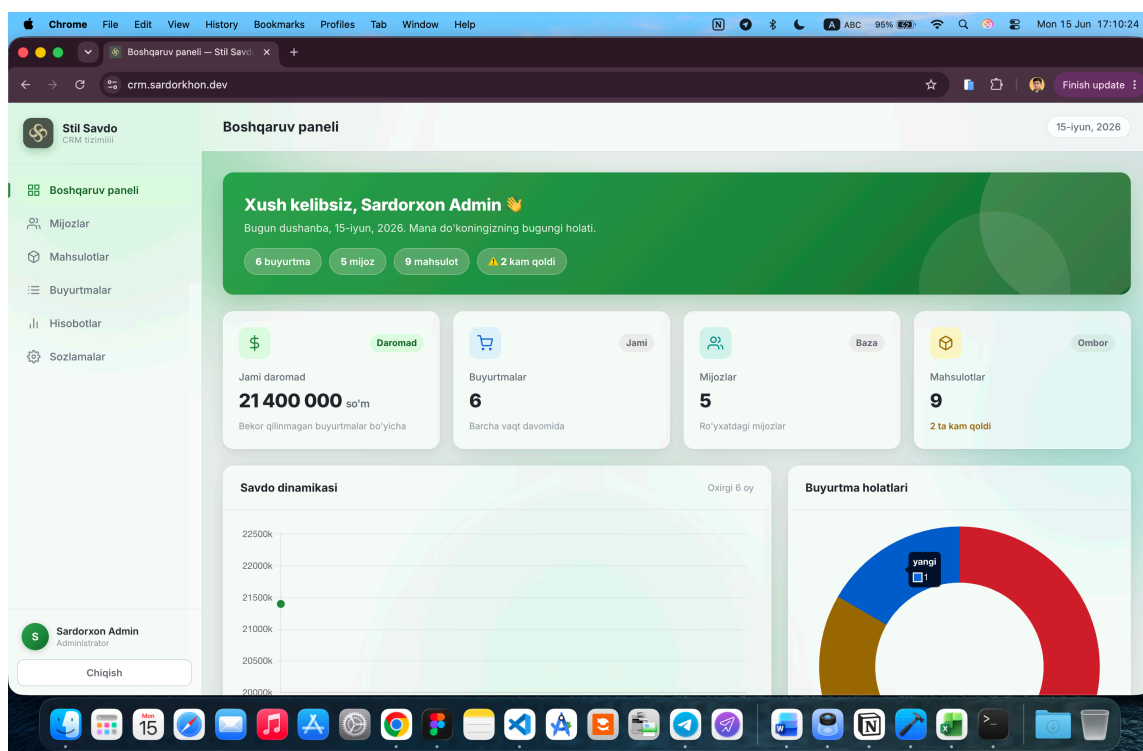 Chrome File Edit View History Bookmarks Profiles Tab Window Help ABC 95% Mon 15 Jun 17:10:24
Boshqaruv paneli — Stil Savd
crm.sardorkhon.dev Finish update
Stil Savdo
CRM tizimiiii
Boshqaruv paneli
Mijozlar
Mahsulotlar
Buyurtmalar
Hisobotlar
Sozlamalar
S
Sardorxon Admin
Administrator
Chiqish
Boshqaruv paneli
15-iyun, 2026
Xush kelibsiz, Sardorxon Admin 👋
Bugun dushanba, 15-iyun, 2026. Mana do'koningizning bugungi holati.
6 buyurtma 5 mijoz 9 mahsulot ⚠️ 2 kam qoldi
Daromad
Jami daromad
21 400 000 so'm
Bekor qilinmagan buyurtmalar bo'yicha
Jami
Buyurtmalar
6
Barcha vaqt davomida
Baza
Mijozlar
5
Ro'yxatdagi mijozlar
Ombor
Mahsulotlar
9
2 ta kam qoldi
Savdo dinamikasi
Oxirgi 6 oy
22500k
22000k
21500k
21000k
20500k
20000k
Buyurtma holatlari
yangi
1
Mon
15